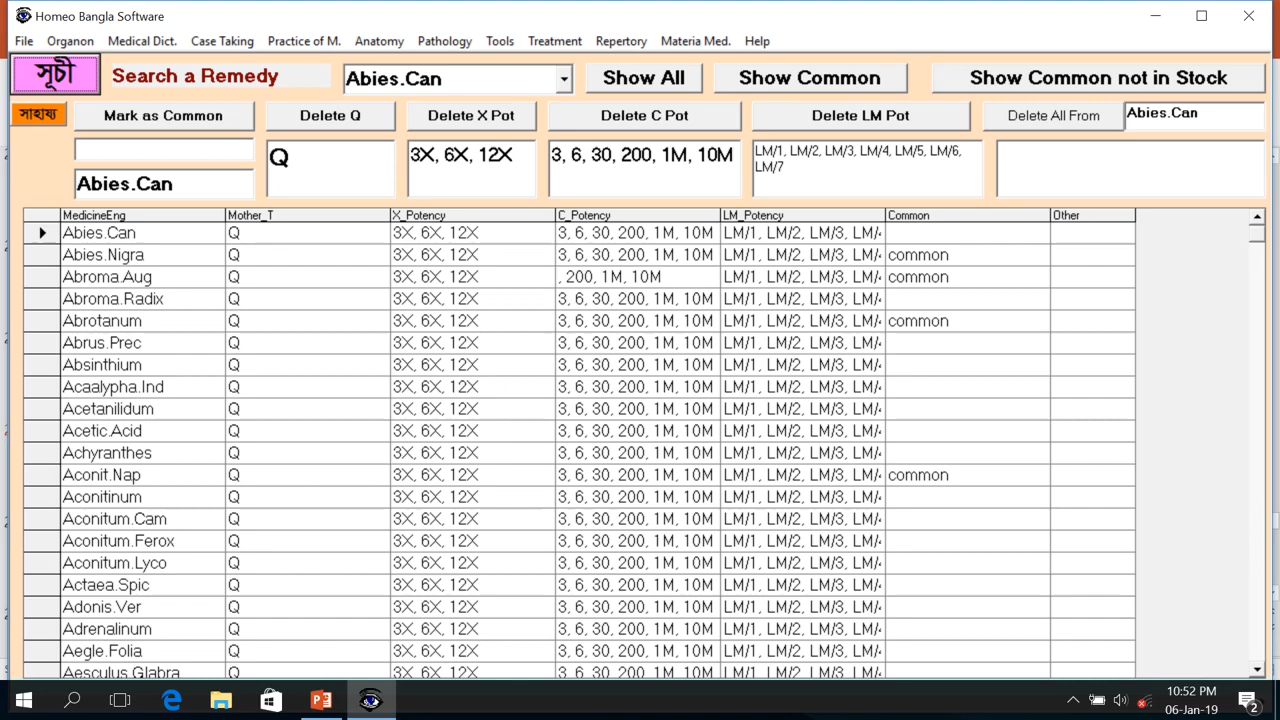 Homeo Bangla Software
File Organon Medical Dict. Case Taking Practice of M. Anatomy Pathology Tools Treatment Repertory Materia Med. Help
সূচী Search a Remedy Abies.Can Show All Show Common Show Common not in Stock
সাহায্য Mark as Common Delete Q Delete X Pot Delete C Pot Delete LM Pot Delete All From Abies.Can
Q 3X, 6X, 12X 3, 6, 30, 200, 1M, 10M LM/1, LM/2, LM/3, LM/4, LM/5, LM/6,
LM/7
Abies.Can
MedicineEng Mother_T X_Potency C_Potency LM_Potency Common Other
Abies.Can Q 3X, 6X, 12X 3, 6, 30, 200, 1M, 10M LM/1, LM/2, LM/3, LM/
Abies.Nigra Q 3X, 6X, 12X 3, 6, 30, 200, 1M, 10M LM/1, LM/2, LM/3, LM/ common
Abroma.Aug Q 3X, 6X, 12X , 200, 1M, 10M LM/1, LM/2, LM/3, LM/ common
Abroma.Radix Q 3X, 6X, 12X 3, 6, 30, 200, 1M, 10M LM/1, LM/2, LM/3, LM/
Abrotanum Q 3X, 6X, 12X 3, 6, 30, 200, 1M, 10M LM/1, LM/2, LM/3, LM/ common
Abrus.Prec Q 3X, 6X, 12X 3, 6, 30, 200, 1M, 10M LM/1, LM/2, LM/3, LM/
Absinthium Q 3X, 6X, 12X 3, 6, 30, 200, 1M, 10M LM/1, LM/2, LM/3, LM/
Acaalypha.Ind Q 3X, 6X, 12X 3, 6, 30, 200, 1M, 10M LM/1, LM/2, LM/3, LM/
Acetanilidum Q 3X, 6X, 12X 3, 6, 30, 200, 1M, 10M LM/1, LM/2, LM/3, LM/
Acetic.Acid Q 3X, 6X, 12X 3, 6, 30, 200, 1M, 10M LM/1, LM/2, LM/3, LM/
Achyranthes Q 3X, 6X, 12X 3, 6, 30, 200, 1M, 10M LM/1, LM/2, LM/3, LM/
Aconit.Nap Q 3X, 6X, 12X 3, 6, 30, 200, 1M, 10M LM/1, LM/2, LM/3, LM/ common
Aconitinum Q 3X, 6X, 12X 3, 6, 30, 200, 1M, 10M LM/1, LM/2, LM/3, LM/
Aconitum.Cam Q 3X, 6X, 12X 3, 6, 30, 200, 1M, 10M LM/1, LM/2, LM/3, LM/
Aconitum.Ferox Q 3X, 6X, 12X 3, 6, 30, 200, 1M, 10M LM/1, LM/2, LM/3, LM/
Aconitum.Lyco Q 3X, 6X, 12X 3, 6, 30, 200, 1M, 10M LM/1, LM/2, LM/3, LM/
Actaea.Spic Q 3X, 6X, 12X 3, 6, 30, 200, 1M, 10M LM/1, LM/2, LM/3, LM/
Adonis.Ver Q 3X, 6X, 12X 3, 6, 30, 200, 1M, 10M LM/1, LM/2, LM/3, LM/
Adrenalinum Q 3X, 6X, 12X 3, 6, 30, 200, 1M, 10M LM/1, LM/2, LM/3, LM/
Aegle.Folia Q 3X, 6X, 12X 3, 6, 30, 200, 1M, 10M LM/1, LM/2, LM/3, LM/
Aesculus.Glabra Q 3X, 6X, 12X 3, 6, 30, 200, 1M, 10M LM/1, LM/2, LM/3, LM/
10:52 PM
06-Jan-19 2